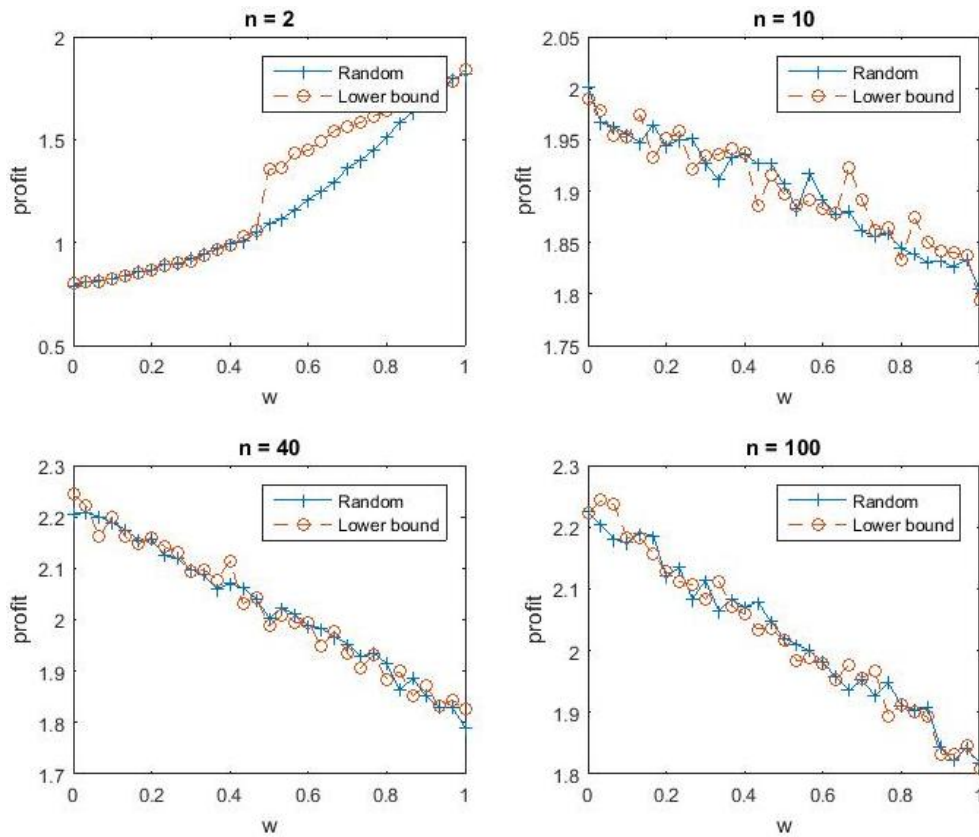 n = 2
2
1.5
1
0.5
profit
Random
Lower bound
0 0.2 0.4 0.6 0.8 1
w
n = 10
2.05
2
1.95
1.9
1.85
1.8
1.75
profit
Random
Lower bound
0 0.2 0.4 0.6 0.8 1
w
n = 40
2.3
2.2
2.1
2
1.9
1.8
1.7
profit
Random
Lower bound
0 0.2 0.4 0.6 0.8 1
w
n = 100
2.3
2.2
2.1
2
1.9
1.8
profit
Random
Lower bound
0 0.2 0.4 0.6 0.8 1
w